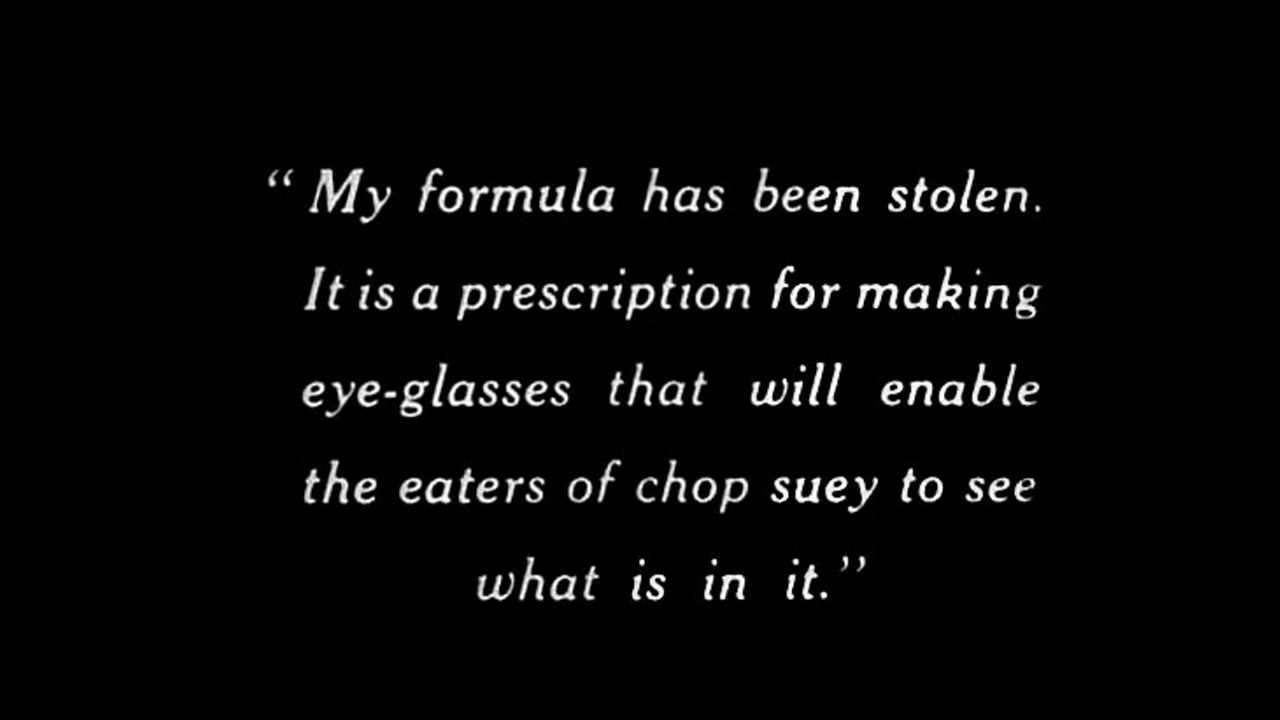 “ My formula has been stolen.
It is a prescription for making
eye-glasses that will enable
the eaters of chop suey to see
what is in it.”